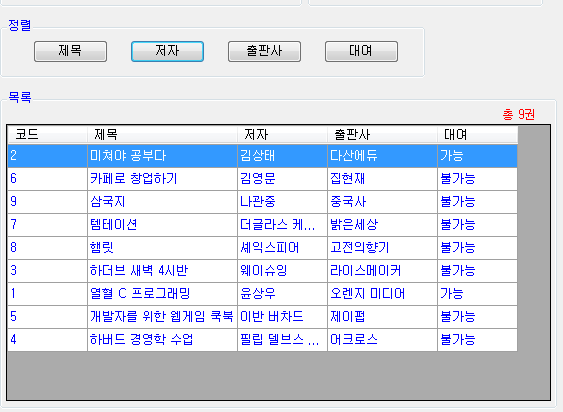 정렬
제목 저자 출판사 대여
목록
총 9권
코드 제목 저자 출판사 대여
2 미쳐야 공부다 김상태 다산에듀 가능
6 카페로 창업하기 김영문 집현재 불가능
9 삼국지 나관중 중국사 불가능
7 템테이션 더글라스 케... 밝은세상 불가능
8 햄릿 셰익스피어 고전의향기 불가능
3 하더브 새벽 4시반 웨이슈잉 라이스메이커 불가능
1 열혈 C 프로그래밍 윤상우 오렌지 미디어 가능
5 개발자를 위한 웹게임 쿡북 이반 버차드 제이펍 불가능
4 하버드 경영학 수업 필립 델브스 ... 어크로스 불가능